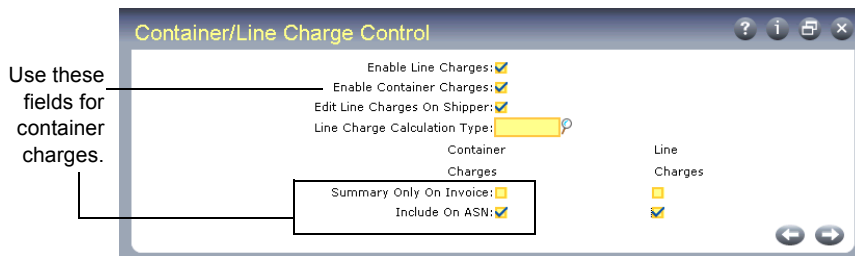 Container/Line Charge Control
Use these
fields for
container
charges.
Enable Line Charges:
Enable Container Charges:
Edit Line Charges On Shipper:
Line Charge Calculation Type:
Container Line
Charges Charges
Summary Only On Invoice:
Include On ASN: